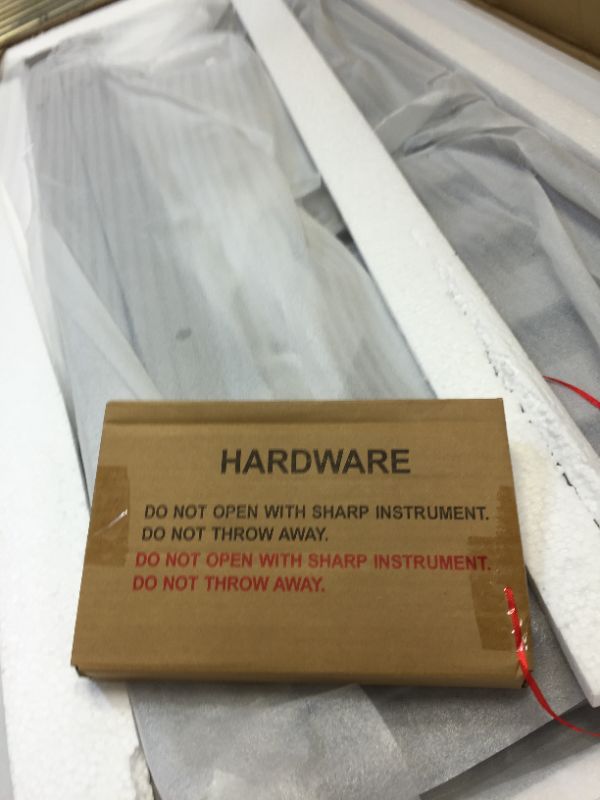 HARDWARE
DO NOT OPEN WITH SHARP INSTRUMENT.
DO NOT THROW AWAY.
DO NOT OPEN WITH SHARP INSTRUMENT.
DO NOT THROW AWAY.